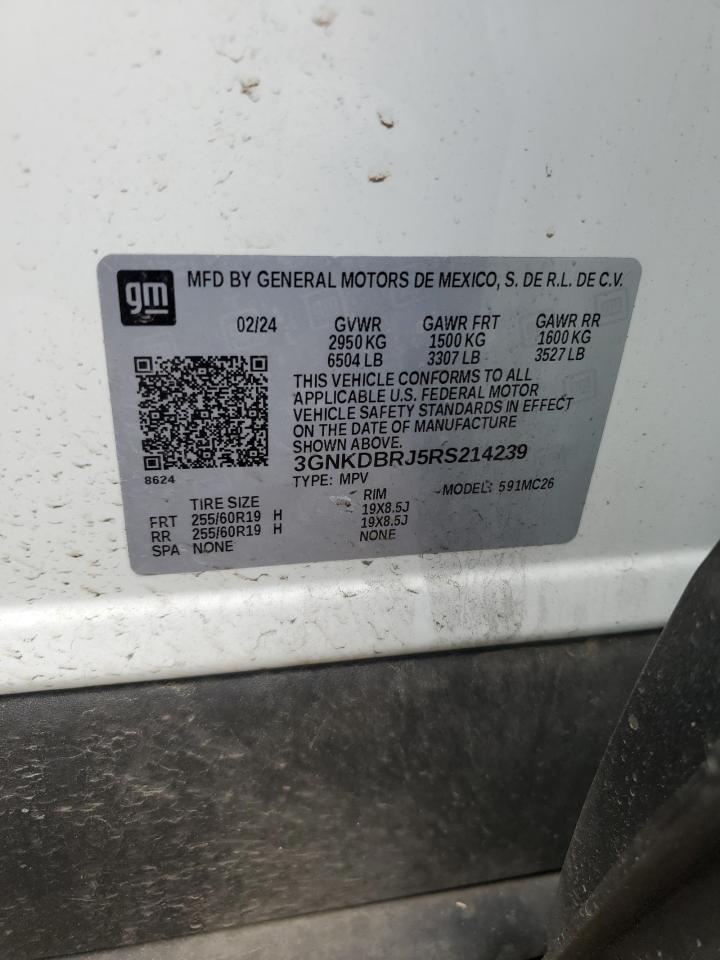 gm
MFD BY GENERAL MOTORS DE MEXICO, S. DE R.L. DE C.V.
02/24 GVWR GAWR FRT GAWR RR
2950 KG 1500 KG 1600 KG
6504 LB 3307 LB 3527 LB
THIS VEHICLE CONFORMS TO ALL
APPLICABLE U.S. FEDERAL MOTOR
VEHICLE SAFETY STANDARDS IN EFFECT
ON THE DATE OF MANUFACTURE
SHOWN ABOVE.
3GNKDBRJ5RS214239
8624 TYPE: MPV MODEL: 591MC26
TIRE SIZE RIM
FRT 255/60R19 H 19X8.5J
RR 255/60R19 H 19X8.5J
SPA NONE NONE